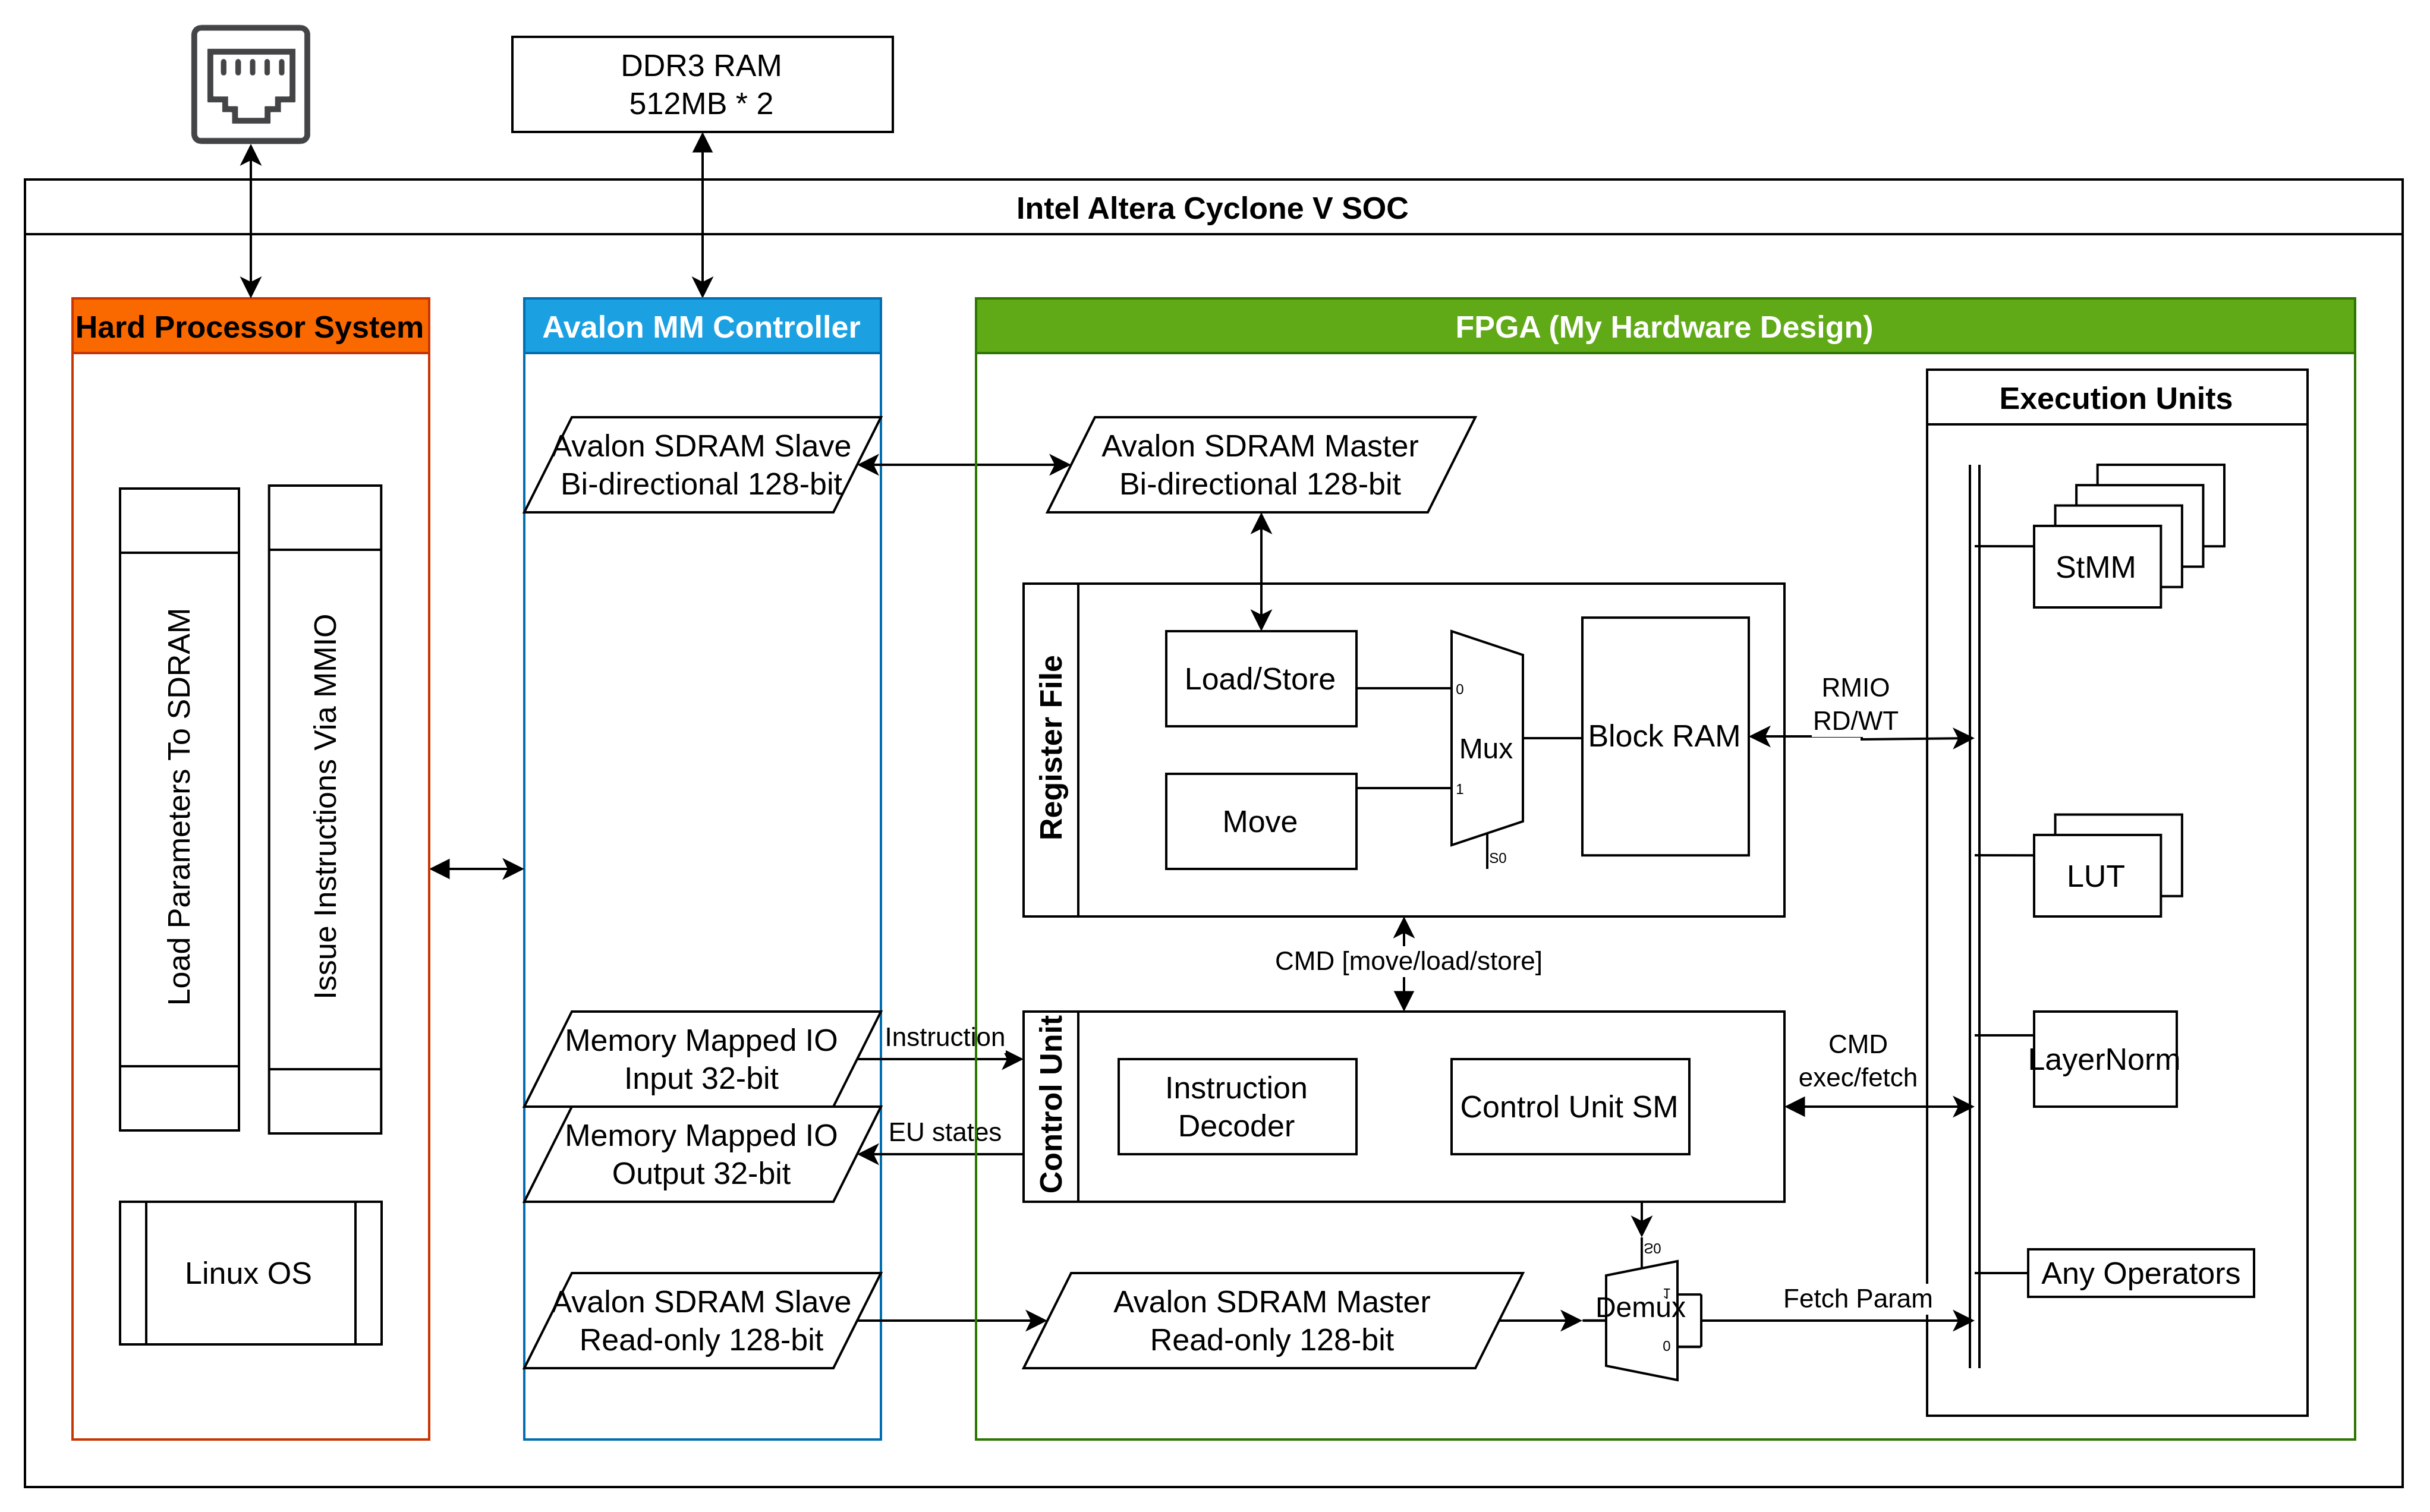 DDR3 RAM
512MB * 2
Intel Altera Cyclone V SOC
Hard Processor System
Load Parameters To SDRAM
Issue Instructions Via MMIO
Linux OS
Avalon MM Controller
Avalon SDRAM Slave
Bi-directional 128-bit
Memory Mapped IO
Input 32-bit
Memory Mapped IO
Output 32-bit
Avalon SDRAM Slave
Read-only 128-bit
Instruction
EU states
FPGA (My Hardware Design)
Avalon SDRAM Master
Bi-directional 128-bit
Register File
Load/Store
Move
0
Mux
1
S0
Block RAM
RMIO
RD/WT
CMD [move/load/store]
Control Unit
Instruction
Decoder
Control Unit SM
CMD
exec/fetch
Avalon SDRAM Master
Read-only 128-bit
S0
1
Demux
0
Fetch Param
Execution Units
StMM
LUT
LayerNorm
Any Operators